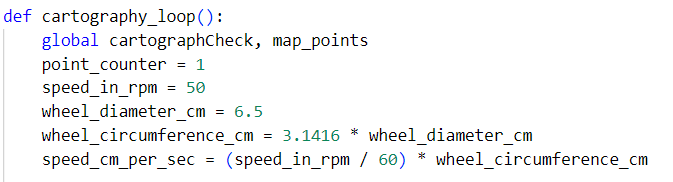 def cartography_loop():
    global cartographCheck, map_points
    point_counter = 1
    speed_in_rpm = 50
    wheel_diameter_cm = 6.5
    wheel_circumference_cm = 3.1416 * wheel_diameter_cm
    speed_cm_per_sec = (speed_in_rpm / 60) * wheel_circumference_cm